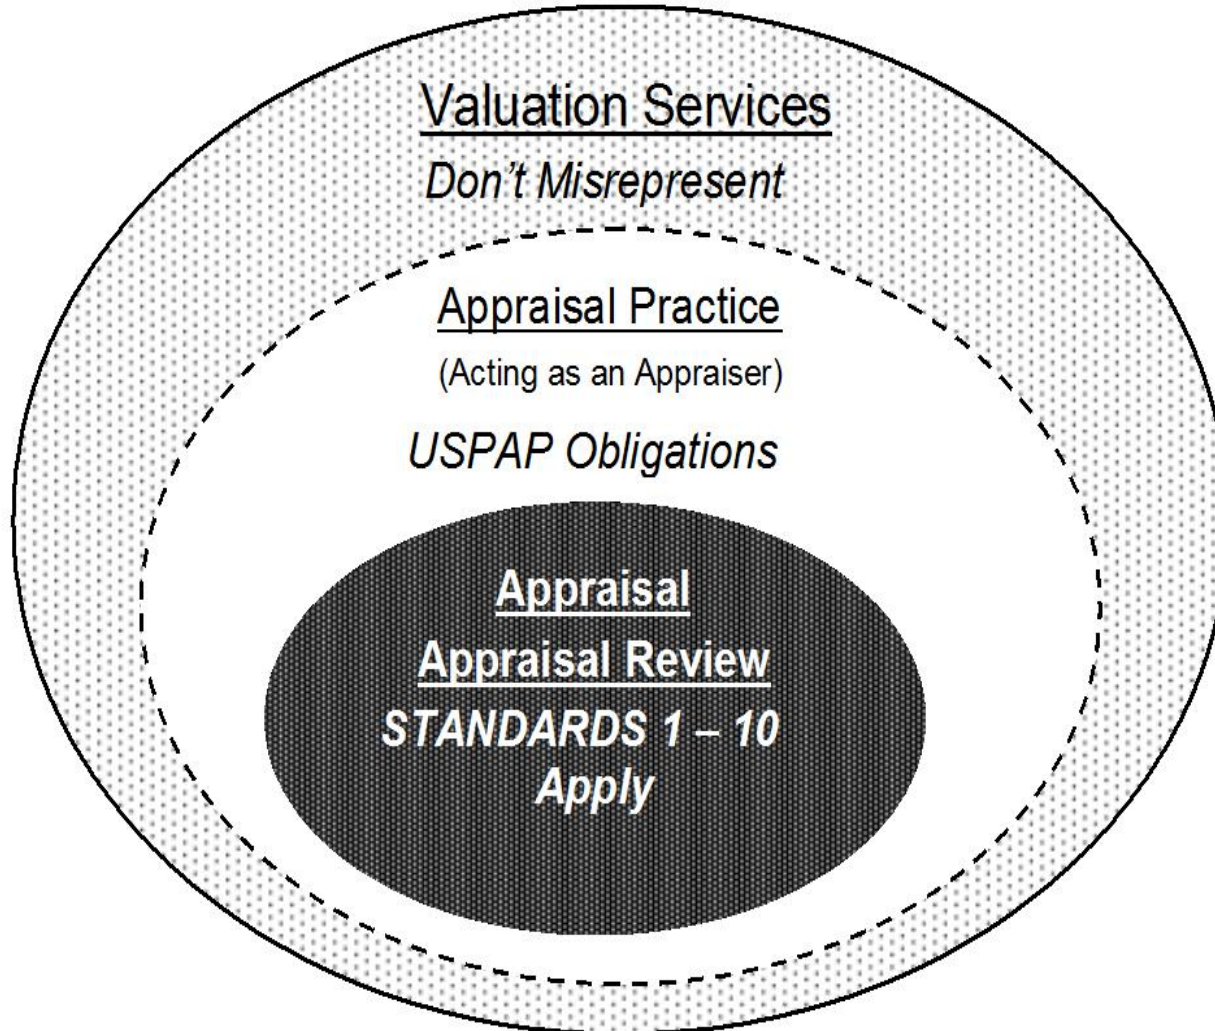 Valuation Services
Don't Misrepresent
Appraisal Practice
(Acting as an Appraiser)
USPAP Obligations
Appraisal
Appraisal Review
STANDARDS 1 – 10
Apply